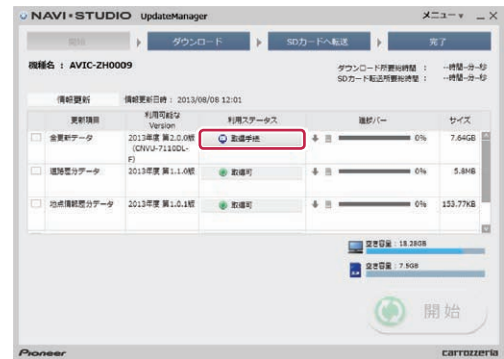 NAVI・STUDIO UpdateManager
メニュー
開始
ダウンロード
SDカードへ転送
完了
機種名 : AVIC-ZH0009
ダウンロード所要総時間 : --時間-分-秒
SDカード転送所要総時間 : --時間-分-秒
情報更新
情報更新日時 : 2013/08/08 12:01
更新項目
利用可能な
Version
利用ステータス
進捗バー
サイズ
全更新データ
2013年度 第2.0.0版
(CNVU-7110DL-
F)
取得手続
0%
7.64GB
道路差分データ
2013年度 第1.1.0版
取得可
0%
5.8MB
地点情報差分データ
2013年度 第1.0.1版
取得可
0%
153.77KB
空き容量 : 18.28GB
空き容量 : 7.5GB
開始
Pioneer
carrozzeria